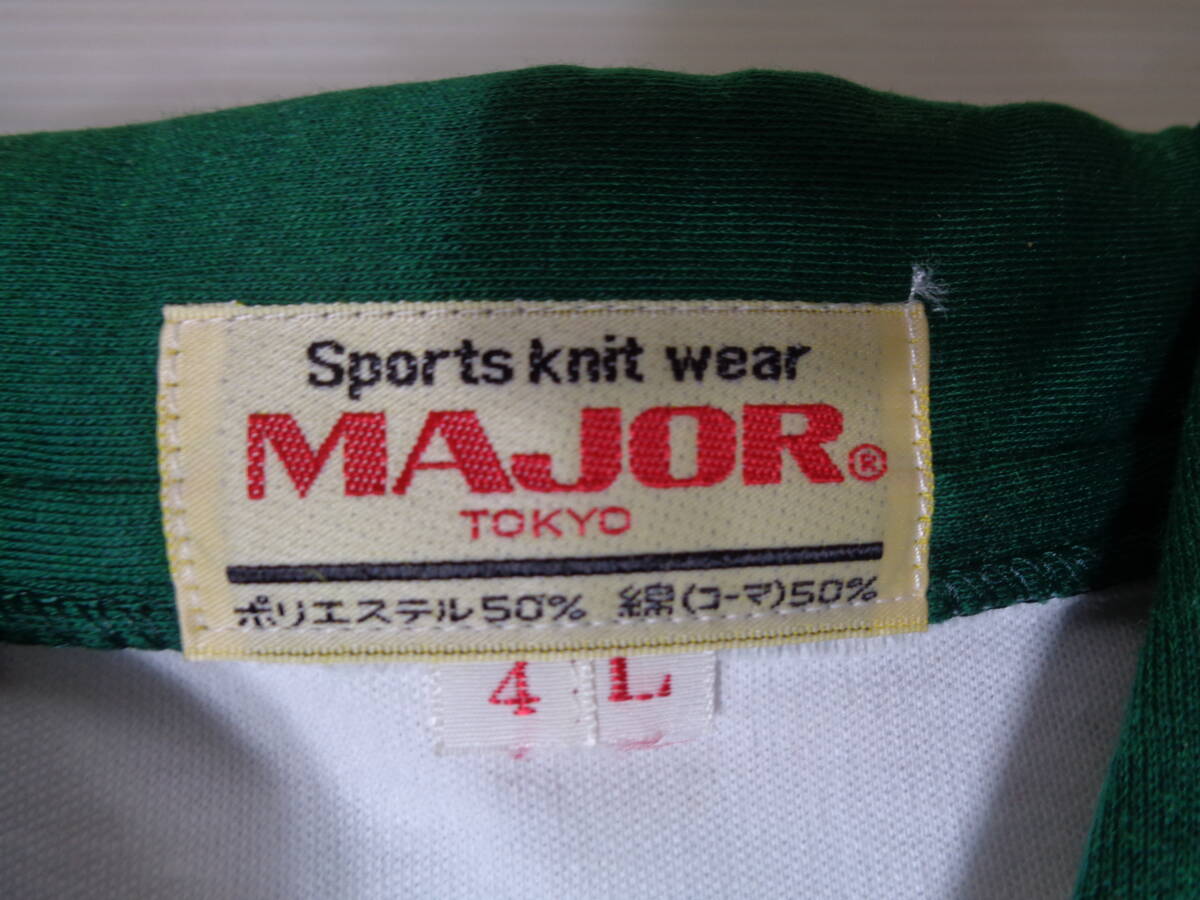 Sports knit wear
MAJOR®
TOKYO
ポリエステル50% 綿(コーマ)50%
4 L